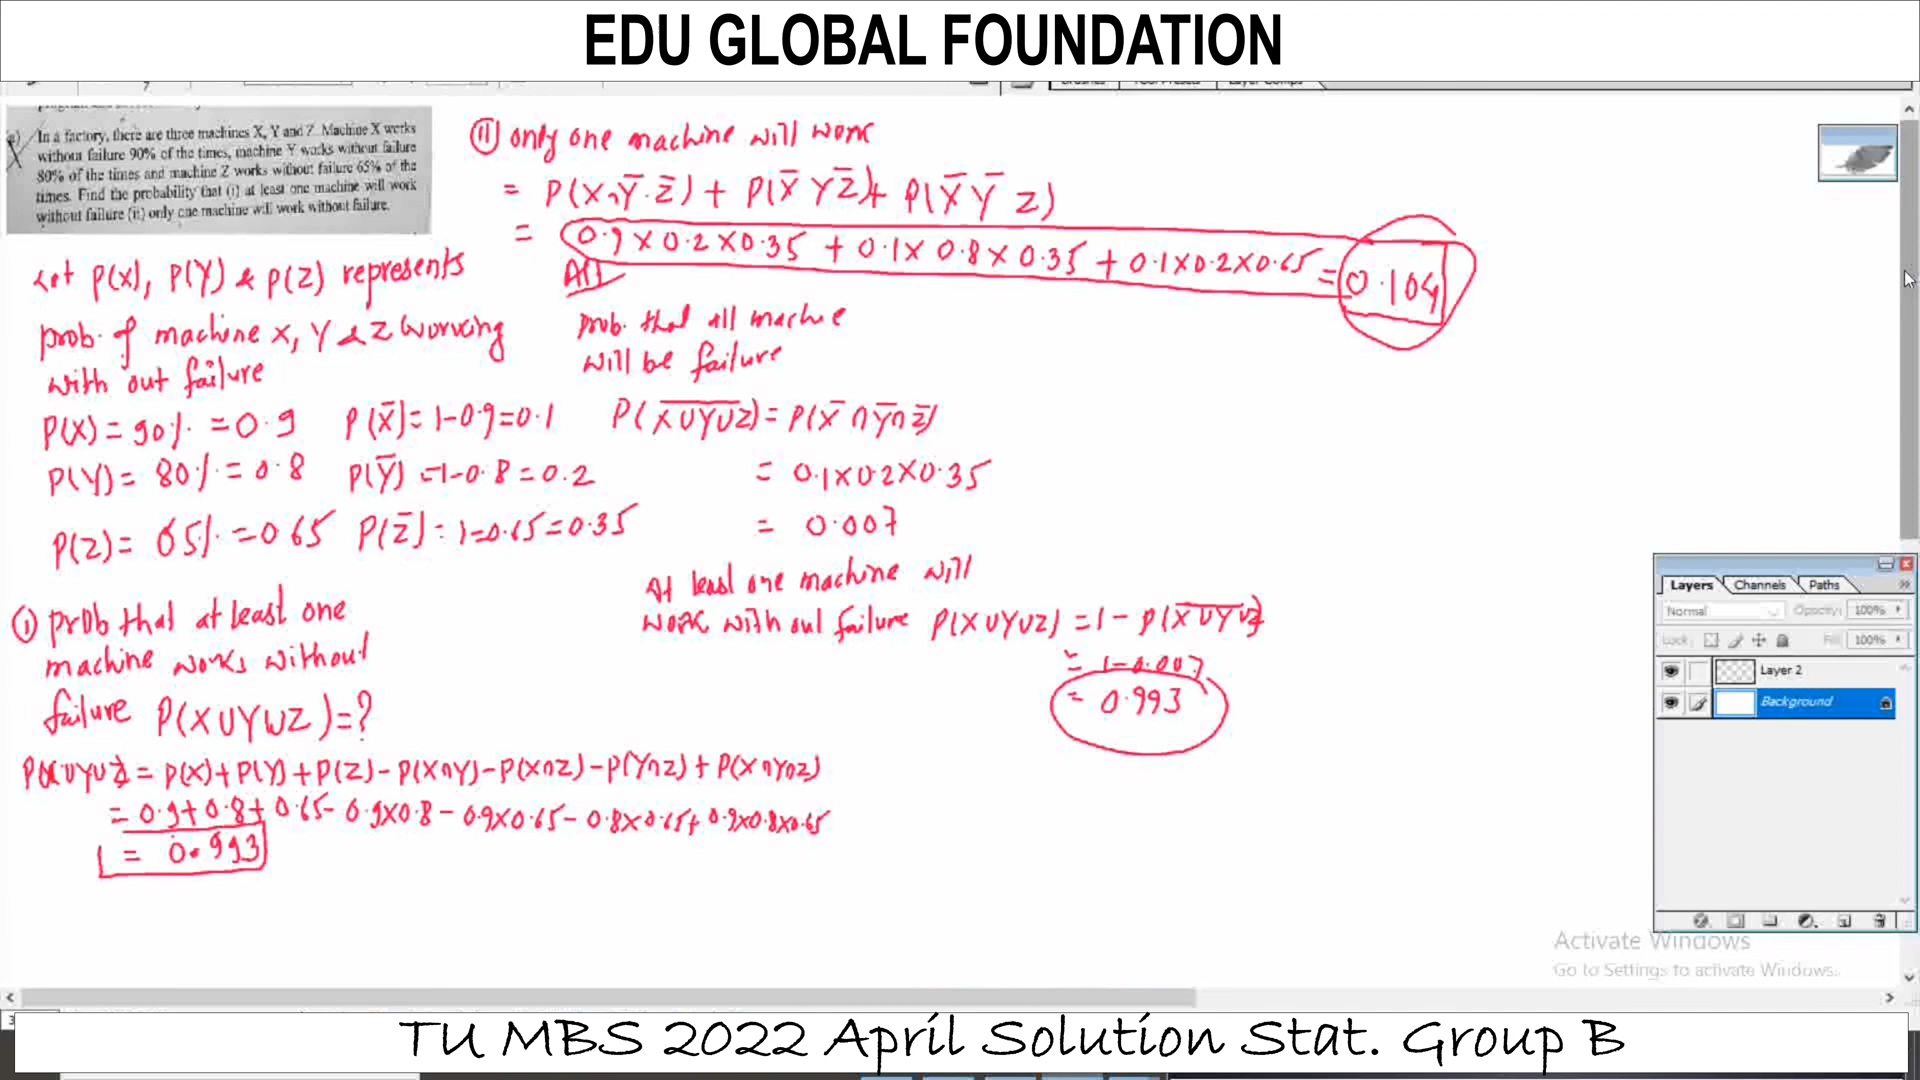 EDU GLOBAL FOUNDATION
In a factory, there are three machines X, Y and Z. Machine X works
without failure 90% of the times, machine Y works without failure
80% of the times and machine Z works without failure 65% of the
times. Find the probability that (i) at least one machine will work
without failure (ii) only one machine will work without failure.
Let P(X), P(Y) & P(Z) represents
prob. of machine X, Y & Z working
with out failure
P(X) = 90% = 0.9 P(X̄) = 1-0.9=0.1
P(Y) = 80% = 0.8 P(Ȳ) = 1-0.8 = 0.2
P(Z) = 65% = 0.65 P(Z̄) = 1-0.65=0.35
(i) prob that at least one
machine works without
failure P(XUYUZ)=?
P(XUYUZ) = P(X)+P(Y)+P(Z)-P(X∩Y)-P(X∩Z)-P(Y∩Z)+P(X∩Y∩Z)
= 0.9+0.8+0.65-0.9×0.8-0.9×0.65-0.8×0.65+0.9×0.8×0.65
= 0.993
(ii) only one machine will work
= P(X∩Ȳ.Z̄) + P(X̄ Y Z̄) + P(X̄ Ȳ Z)
= 0.9×0.2×0.35 + 0.1×0.8×0.35 + 0.1×0.2×0.65 = 0.104
prob. that all machine
will be failure
P(X̅U̅Y̅U̅Z̅) = P(X̄∩Ȳ∩Z̄)
= 0.1×0.2×0.35
= 0.007
At least one machine will
work with out failure P(XUYUZ) = 1 - P(X̅U̅Y̅U̅Z̅)
= 1-0.007
= 0.993
Layers Channels Paths
Normal Opacity: 100%
Lock: Fill: 100%
Layer 2
Background
Activate Windows
Go to Settings to activate Windows.
TU MBS 2022 April Solution Stat. Group B